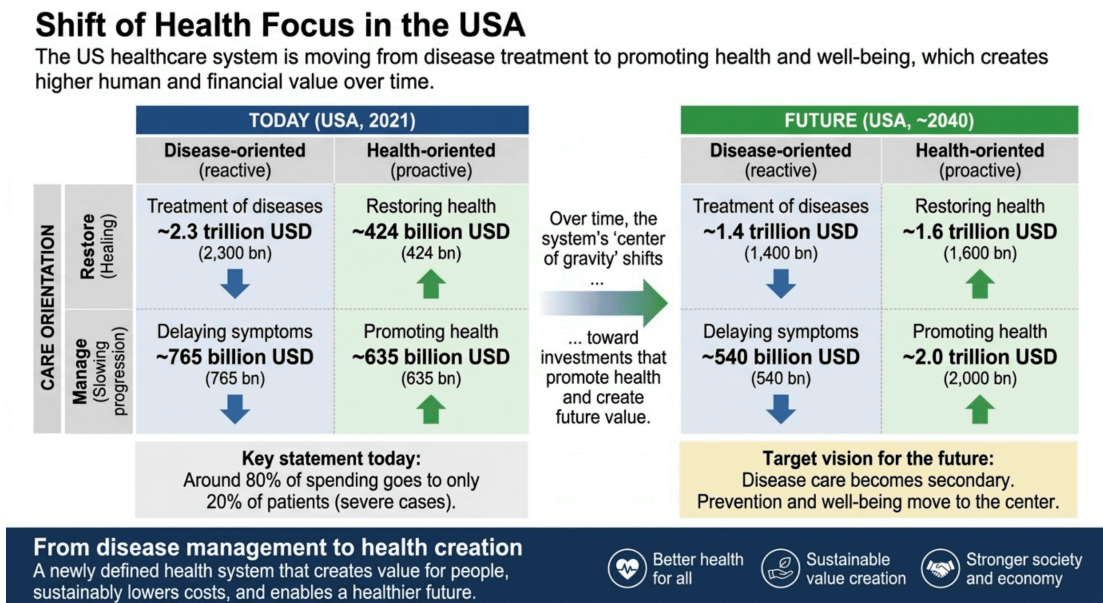 Shift of Health Focus in the USA
The US healthcare system is moving from disease treatment to promoting health and well-being, which creates
higher human and financial value over time.
TODAY (USA, 2021)
Disease-oriented
(reactive)
Health-oriented
(proactive)
CARE ORIENTATION
Restore
(Healing)
Treatment of diseases
~2.3 trillion USD
(2,300 bn)
Restoring health
~424 billion USD
(424 bn)
Manage
(Slowing
progression)
Delaying symptoms
~765 billion USD
(765 bn)
Promoting health
~635 billion USD
(635 bn)
Key statement today:
Around 80% of spending goes to only
20% of patients (severe cases).
Over time, the
system's 'center
of gravity' shifts
...
... toward
investments that
promote health
and create
future value.
FUTURE (USA, ~2040)
Disease-oriented
(reactive)
Health-oriented
(proactive)
Treatment of diseases
~1.4 trillion USD
(1,400 bn)
Restoring health
~1.6 trillion USD
(1,600 bn)
Delaying symptoms
~540 billion USD
(540 bn)
Promoting health
~2.0 trillion USD
(2,000 bn)
Target vision for the future:
Disease care becomes secondary.
Prevention and well-being move to the center.
From disease management to health creation
A newly defined health system that creates value for people,
sustainably lowers costs, and enables a healthier future.
Better health
for all
Sustainable
value creation
Stronger society
and economy